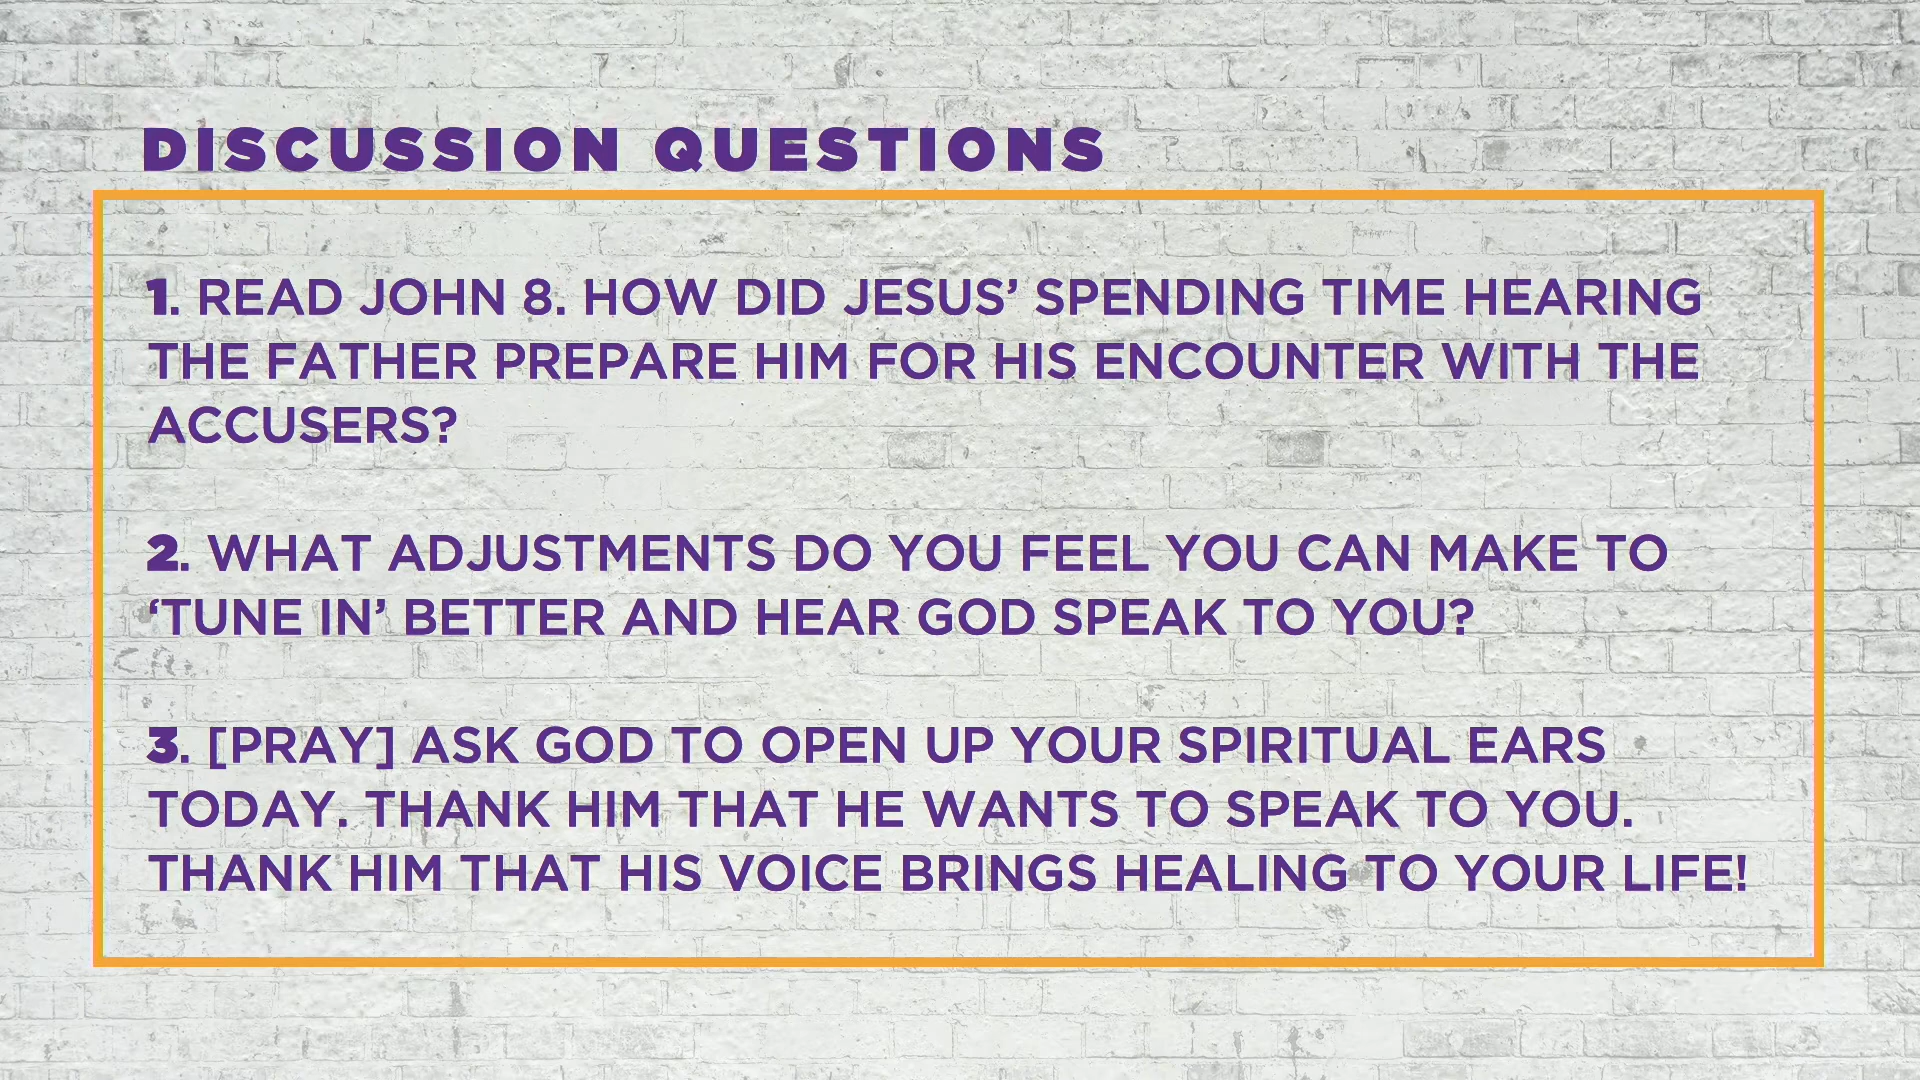 DISCUSSION QUESTIONS
1. READ JOHN 8. HOW DID JESUS’ SPENDING TIME HEARING
THE FATHER PREPARE HIM FOR HIS ENCOUNTER WITH THE
ACCUSERS?
2. WHAT ADJUSTMENTS DO YOU FEEL YOU CAN MAKE TO
‘TUNE IN’ BETTER AND HEAR GOD SPEAK TO YOU?
3. [PRAY] ASK GOD TO OPEN UP YOUR SPIRITUAL EARS
TODAY. THANK HIM THAT HE WANTS TO SPEAK TO YOU.
THANK HIM THAT HIS VOICE BRINGS HEALING TO YOUR LIFE!